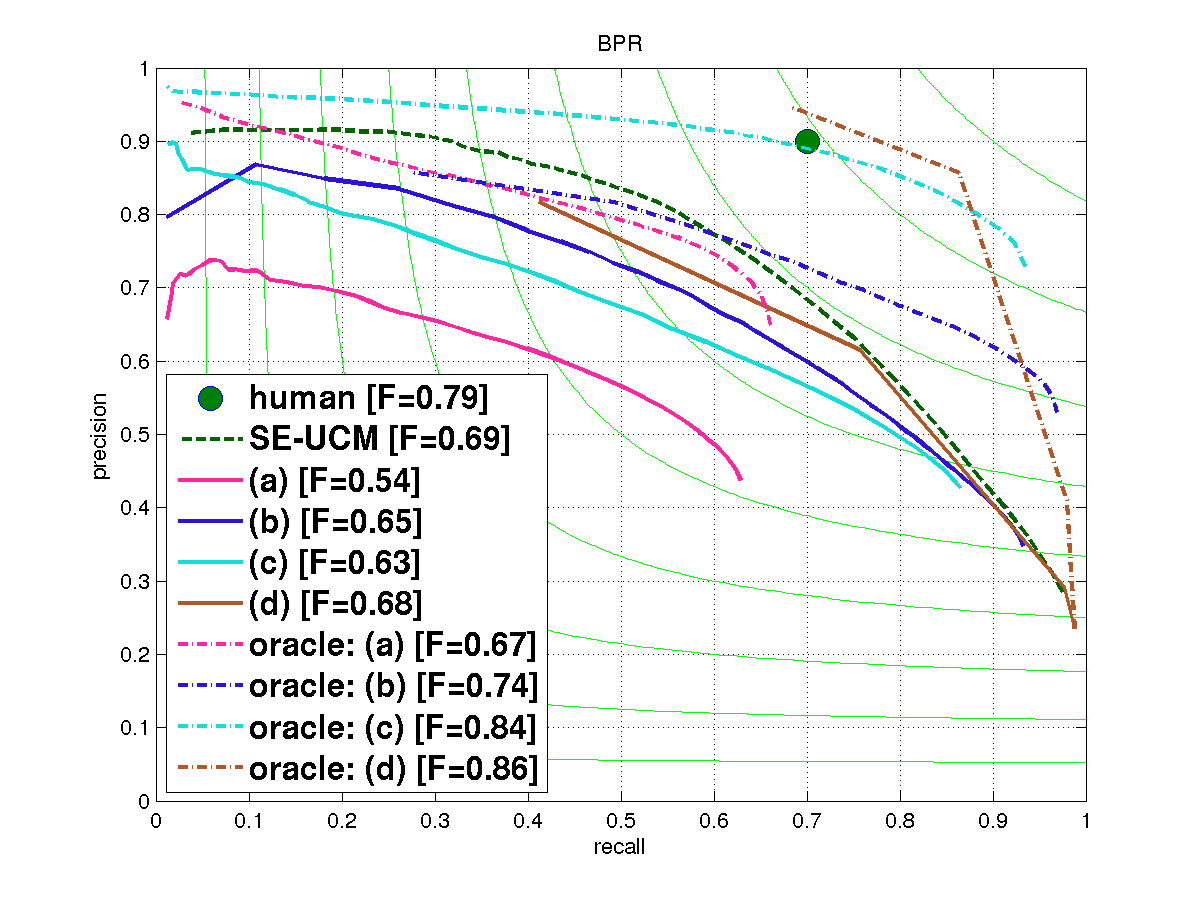 BPR
1
0.9
0.8
0.7
0.6
0.5
0.4
0.3
0.2
0.1
0
precision
human [F=0.79]
SE-UCM [F=0.69]
(a) [F=0.54]
(b) [F=0.65]
(c) [F=0.63]
(d) [F=0.68]
oracle: (a) [F=0.67]
oracle: (b) [F=0.74]
oracle: (c) [F=0.84]
oracle: (d) [F=0.86]
0 0.1 0.2 0.3 0.4 0.5 0.6 0.7 0.8 0.9 1
recall